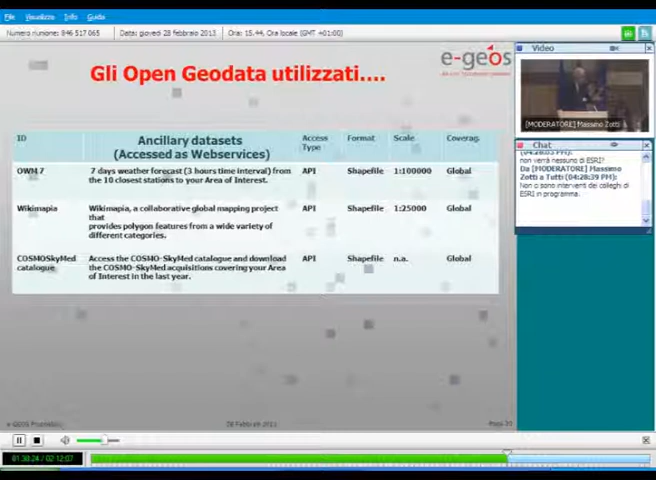 File Visualizza Info Guida
Numero riunione: 846 517 065 Data: giovedì 28 febbraio 2013 Ora: 15.44, Ora locale (GMT +01:00)
e-geos
Gli Open Geodata utilizzati....
ID Ancillary datasets (Accessed as Webservices) Access Type Format Scale Coverag
OWM 7 days weather forecast (3 hours time interval) from API Shapefile 1:100000 Global
the 10 closest stations to your Area of Interest.
Wikimapia Wikimapia, a collaborative global mapping project API Shapefile 1:25000 Global
that
provides polygon features from a wide variety of
different categories.
COSMOSkyMed Access the COSMO-SkyMed catalogue and download API Shapefile n.a. Global
catalogue the COSMO-SkyMed acquisitions covering your Area
of Interest in the last year.
28 Febbraio 2013
Video
[MODERATORE] Massimo Zotti
Chat
non verrà nessuno di ESRI?
Da [MODERATORE] Massimo
Zotti a Tutti (04:28:39 PM):
Non ci sono interventi dei colleghi di
ESRI in programma.
01:38:24 / 02:12:07